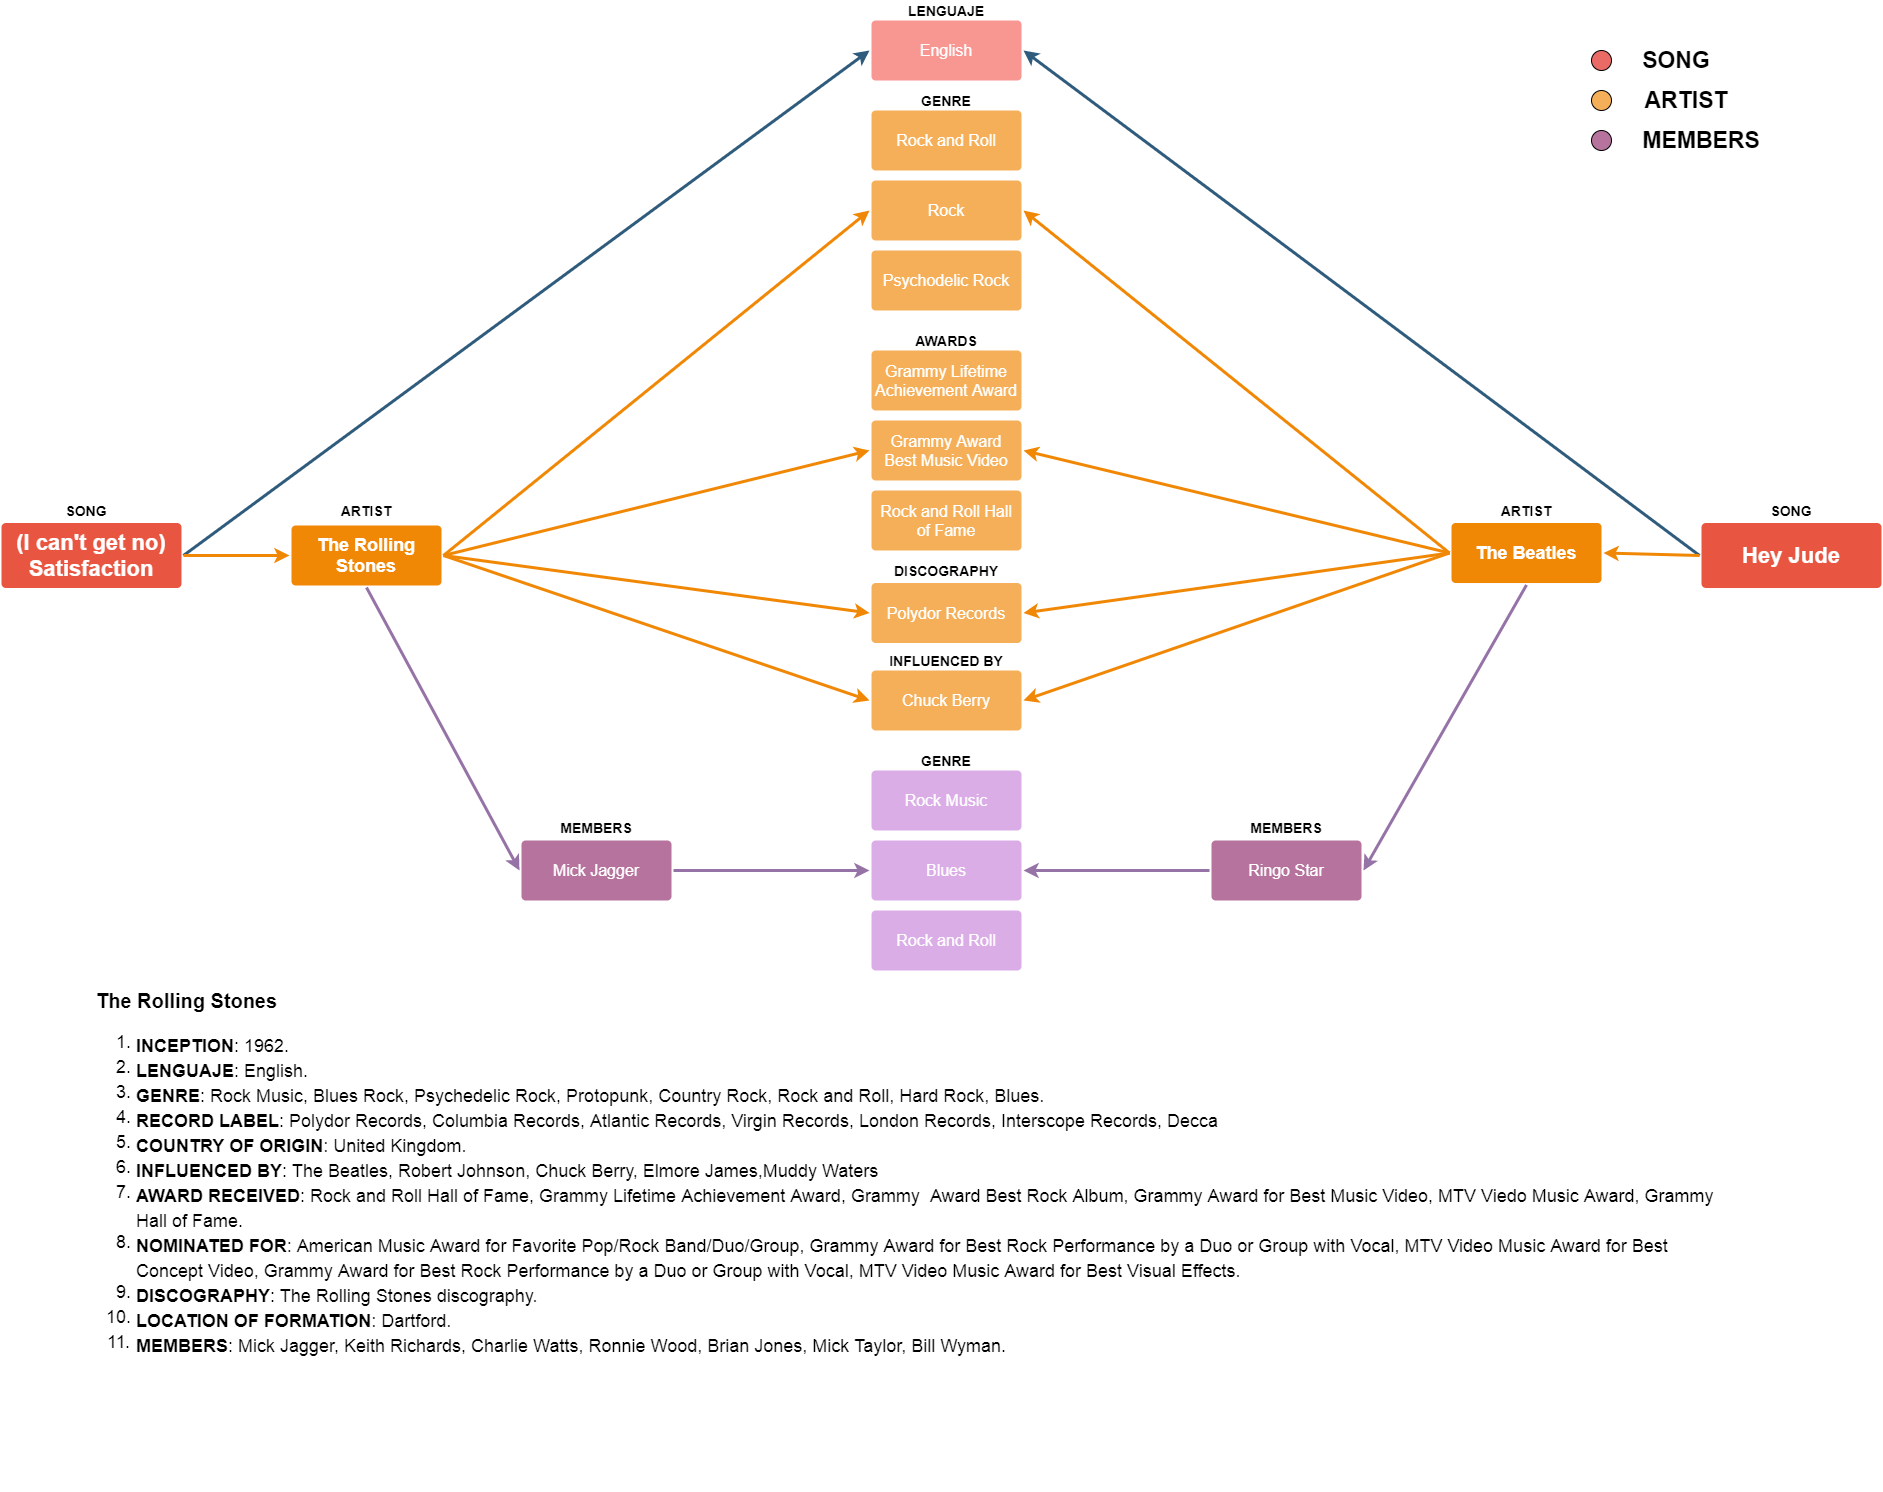 LENGUAJE
English
SONG
ARTIST
MEMBERS
GENRE
Rock and Roll
Rock
Psychodelic Rock
AWARDS
Grammy Lifetime
Achievement Award
Grammy Award
Best Music Video
Rock and Roll Hall
of Fame
SONG
(I can't get no)
Satisfaction
ARTIST
The Rolling
Stones
ARTIST
The Beatles
SONG
Hey Jude
DISCOGRAPHY
Polydor Records
INFLUENCED BY
Chuck Berry
GENRE
Rock Music
Blues
Rock and Roll
MEMBERS
Mick Jagger
MEMBERS
Ringo Star
The Rolling Stones
1. INCEPTION: 1962.
2. LENGUAJE: English.
3. GENRE: Rock Music, Blues Rock, Psychedelic Rock, Protopunk, Country Rock, Rock and Roll, Hard Rock, Blues.
4. RECORD LABEL: Polydor Records, Columbia Records, Atlantic Records, Virgin Records, London Records, Interscope Records, Decca
5. COUNTRY OF ORIGIN: United Kingdom.
6. INFLUENCED BY: The Beatles, Robert Johnson, Chuck Berry, Elmore James,Muddy Waters
7. AWARD RECEIVED: Rock and Roll Hall of Fame, Grammy Lifetime Achievement Award, Grammy  Award Best Rock Album, Grammy Award for Best Music Video, MTV Viedo Music Award, Grammy
Hall of Fame.
8. NOMINATED FOR: American Music Award for Favorite Pop/Rock Band/Duo/Group, Grammy Award for Best Rock Performance by a Duo or Group with Vocal, MTV Video Music Award for Best
Concept Video, Grammy Award for Best Rock Performance by a Duo or Group with Vocal, MTV Video Music Award for Best Visual Effects.
9. DISCOGRAPHY: The Rolling Stones discography.
10. LOCATION OF FORMATION: Dartford.
11. MEMBERS: Mick Jagger, Keith Richards, Charlie Watts, Ronnie Wood, Brian Jones, Mick Taylor, Bill Wyman.